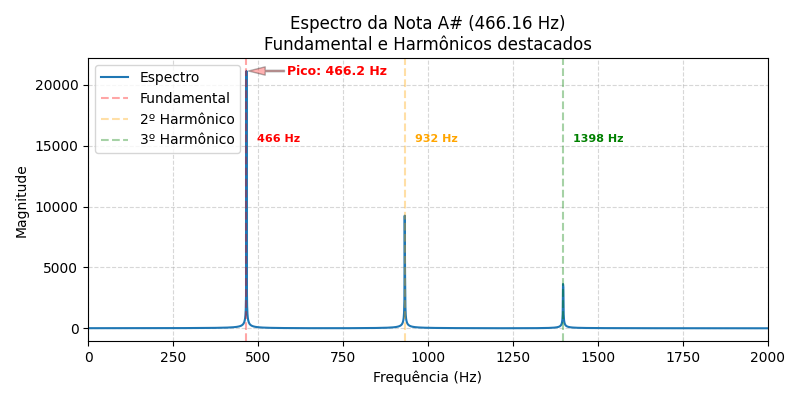 Espectro da Nota A# (466.16 Hz)
Fundamental e Harmônicos destacados
Espectro
Fundamental
2º Harmônico
3º Harmônico
Pico: 466.2 Hz
466 Hz
932 Hz
1398 Hz
Magnitude
20000
15000
10000
5000
0
0
250
500
750
1000
1250
1500
1750
2000
Frequência (Hz)